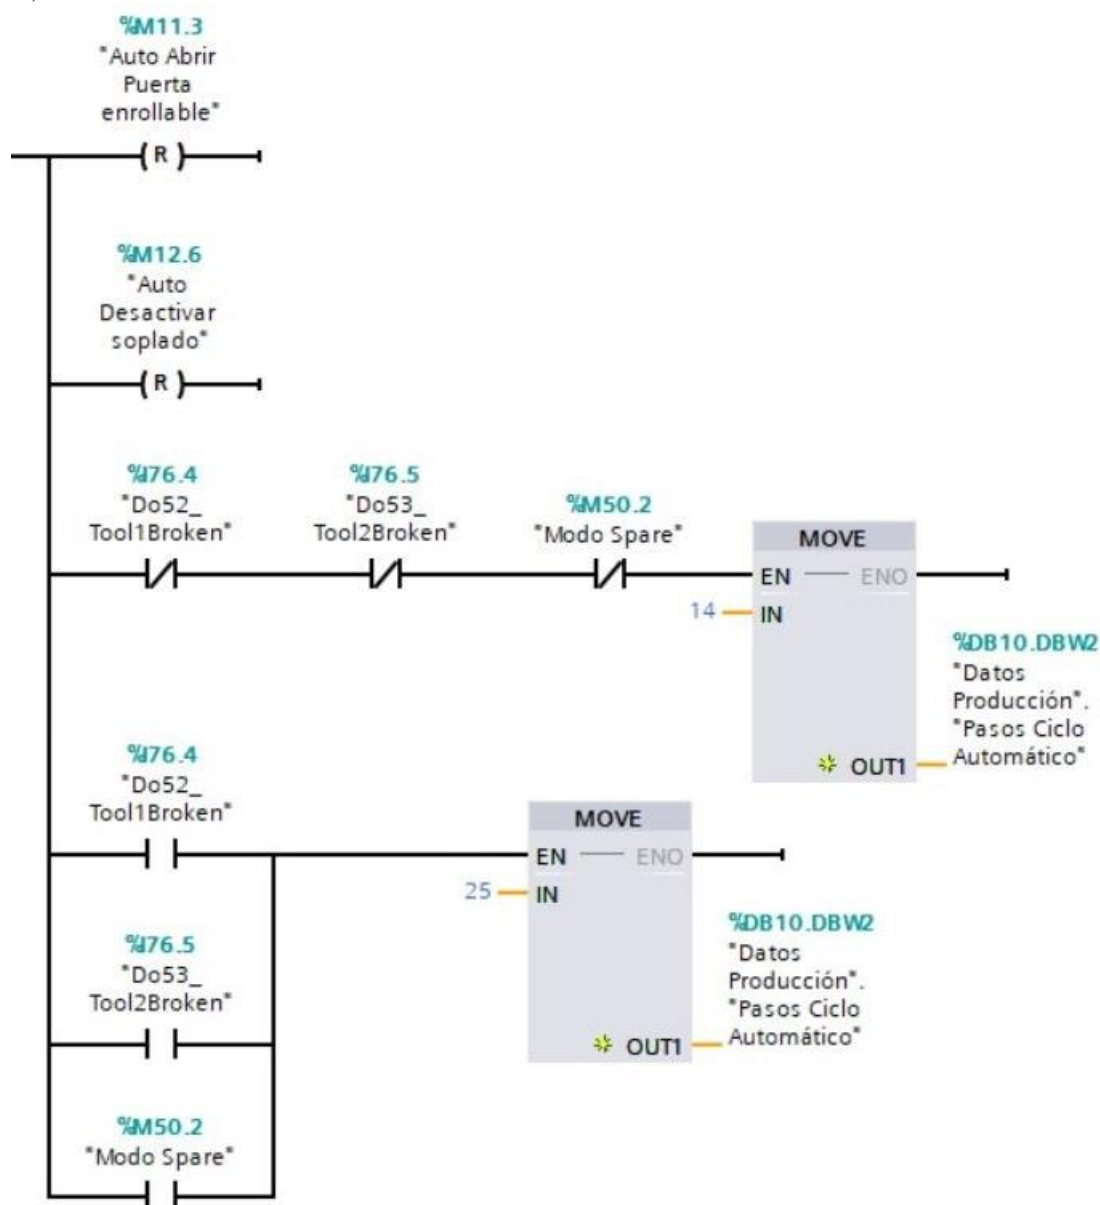 %M11.3
"Auto Abrir
Puerta
enrollable"
( R )
%M12.6
"Auto
Desactivar
soplado"
( R )
%I76.4
"Do52_
Tool1Broken"
%I76.5
"Do53_
Tool2Broken"
%M50.2
"Modo Spare"
MOVE
EN ENO
14 IN
OUT1
%DB10.DBW2
"Datos
Producción".
"Pasos Ciclo
Automático"
%I76.4
"Do52_
Tool1Broken"
MOVE
EN ENO
25 IN
OUT1
%DB10.DBW2
"Datos
Producción".
"Pasos Ciclo
Automático"
%I76.5
"Do53_
Tool2Broken"
%M50.2
"Modo Spare"